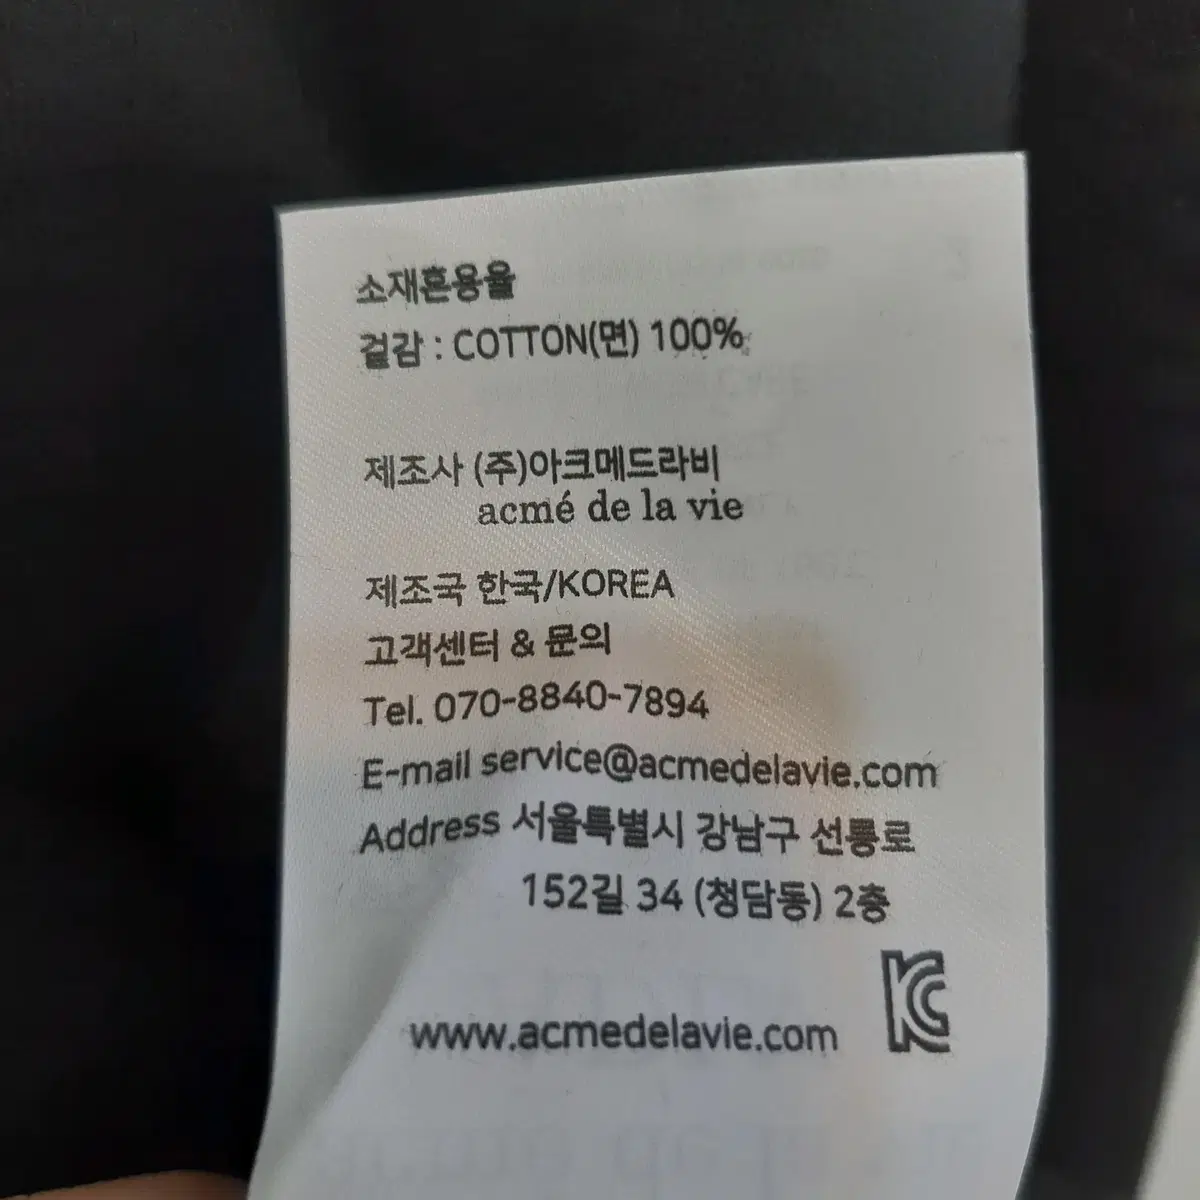 소재혼용율
겉감 : COTTON(면) 100%
제조사 (주)아크메드라비
acmé de la vie
제조국 한국/KOREA
고객센터 & 문의
Tel. 070-8840-7894
E-mail service@acmedelavie.com
Address 서울특별시 강남구 선릉로
152길 34 (청담동) 2층
KC
www.acmedelavie.com